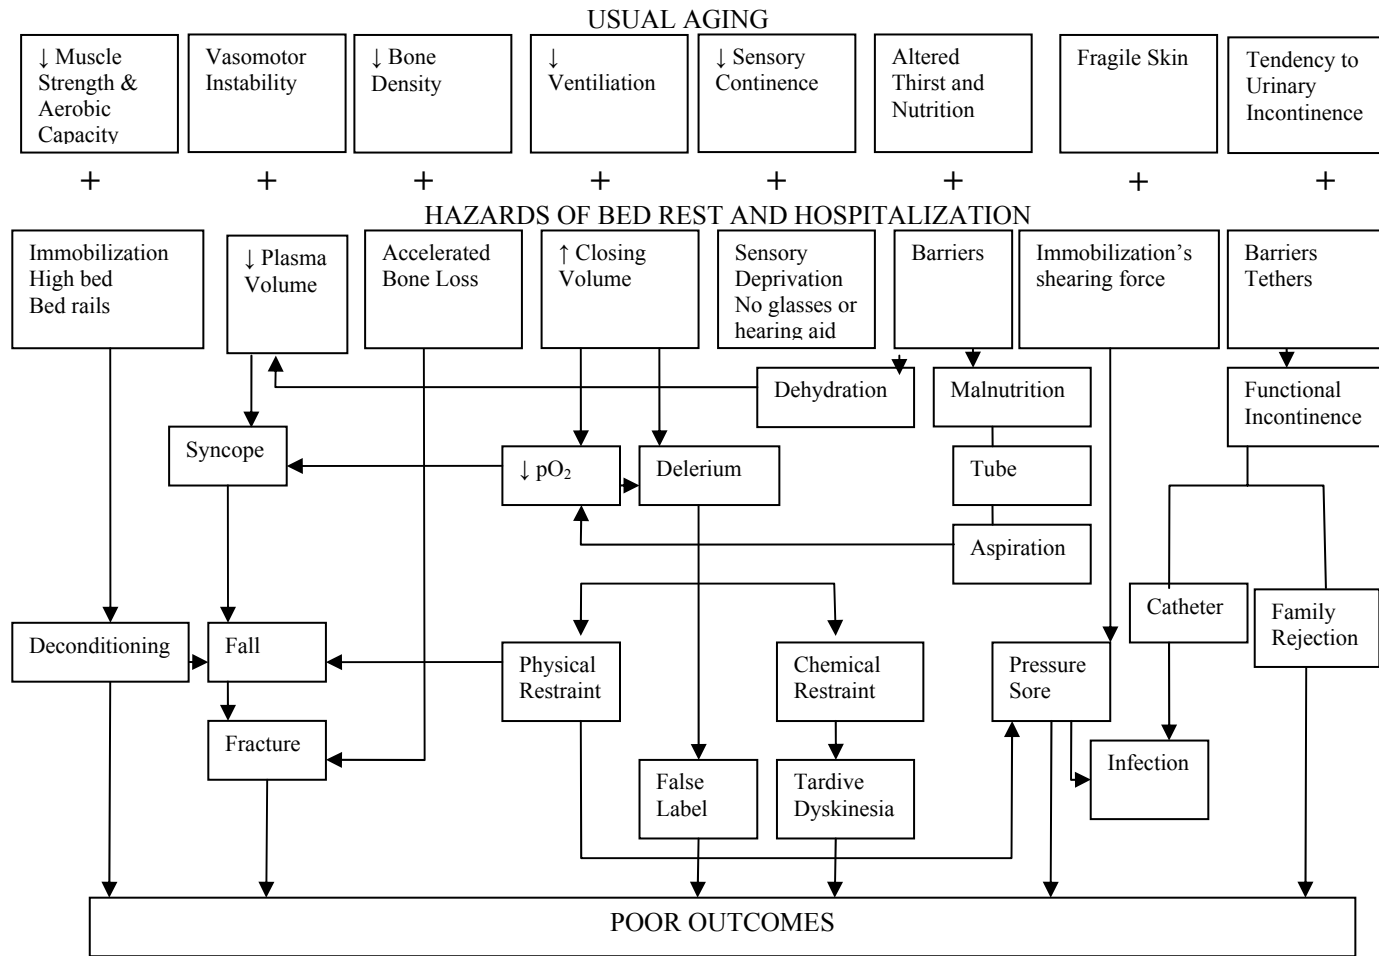 USUAL AGING
↓ Muscle
Strength &
Aerobic
Capacity
Vasomotor
Instability
↓ Bone
Density
↓
Ventiliation
↓ Sensory
Continence
Altered
Thirst and
Nutrition
Fragile Skin
Tendency to
Urinary
Incontinence
+ + + + + + + +
HAZARDS OF BED REST AND HOSPITALIZATION
Immobilization
High bed
Bed rails
↓ Plasma
Volume
Accelerated
Bone Loss
↑ Closing
Volume
Sensory
Deprivation
No glasses or
hearing aid
Barriers
Immobilization’s
shearing force
Barriers
Tethers
Dehydration
Malnutrition
Functional
Incontinence
Syncope
↓ pO₂
Delerium
Tube
Aspiration
Catheter
Family
Rejection
Deconditioning
Fall
Physical
Restraint
Chemical
Restraint
Pressure
Sore
Fracture
False
Label
Tardive
Dyskinesia
Infection
POOR OUTCOMES